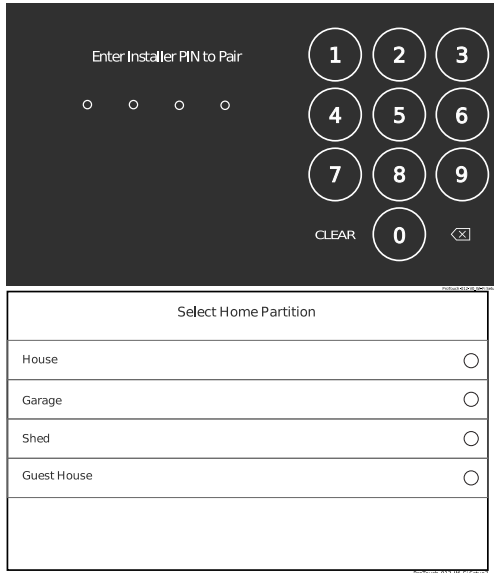 Enter Installer PIN to Pair
1 2 3
4 5 6
7 8 9
CLEAR 0
Select Home Partition
House
Garage
Shed
Guest House